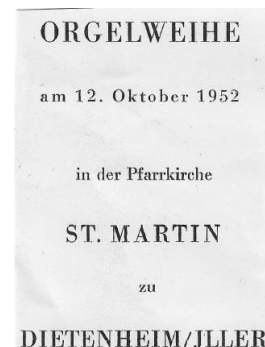 ORGELWEIHE
am 12. Oktober 1952
in der Pfarrkirche
ST. MARTIN
zu
DIETENHEIM/JLLER